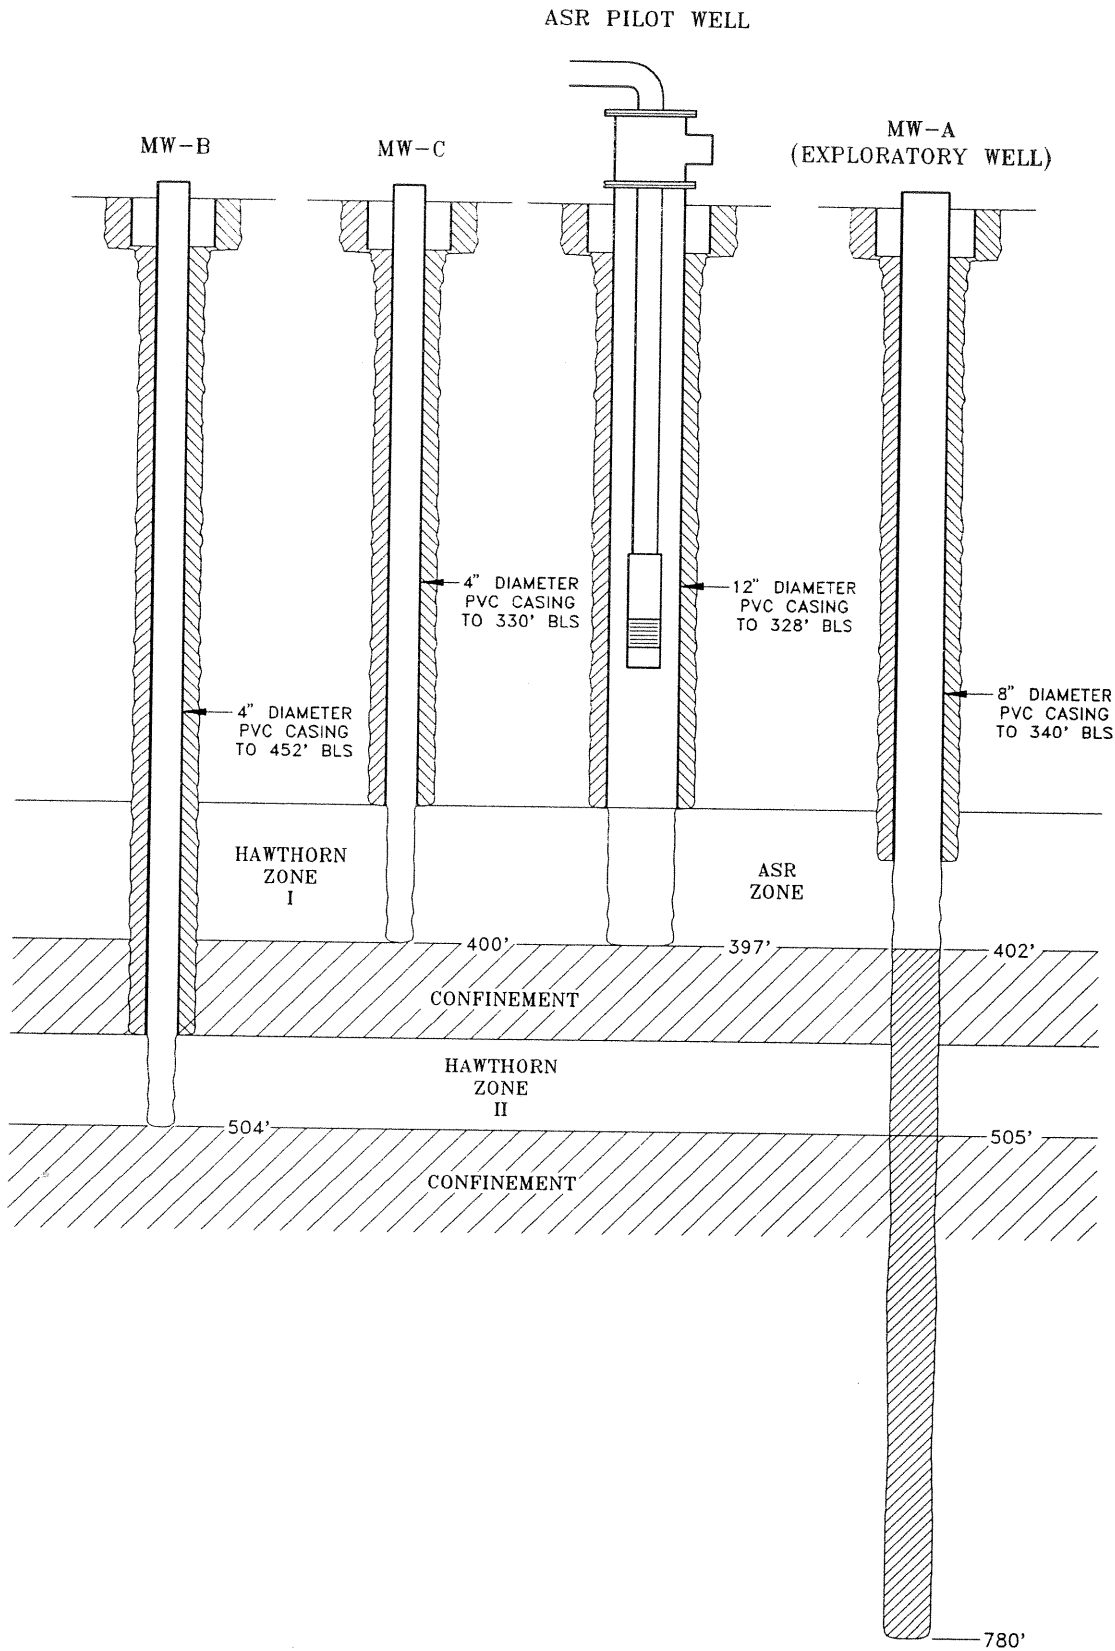 ASR PILOT WELL
MW-B
MW-C
MW-A
(EXPLORATORY WELL)
4" DIAMETER
PVC CASING
TO 330' BLS
12" DIAMETER
PVC CASING
TO 328' BLS
8" DIAMETER
PVC CASING
TO 340' BLS
4" DIAMETER
PVC CASING
TO 452' BLS
HAWTHORN
ZONE
I
ASR
ZONE
400'
397'
402'
CONFINEMENT
HAWTHORN
ZONE
II
504'
505'
CONFINEMENT
780'